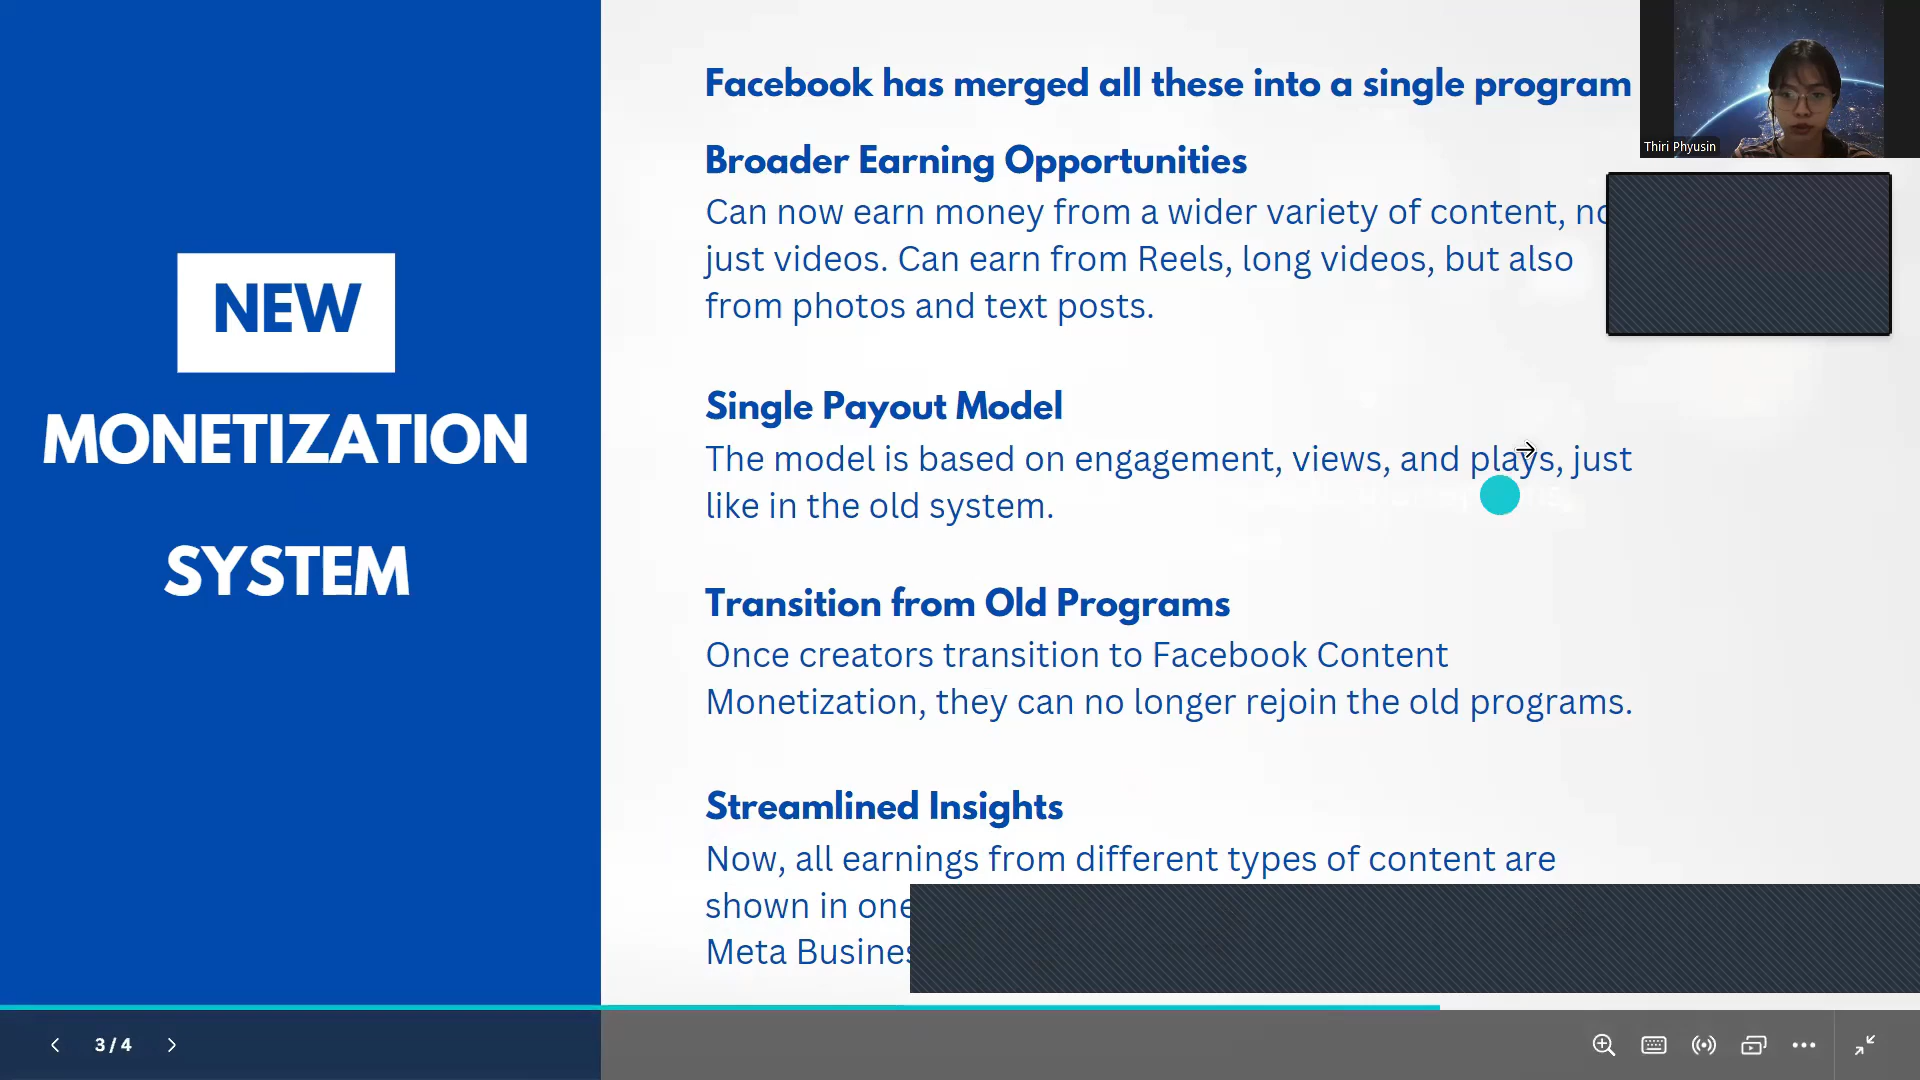 NEW
MONETIZATION
SYSTEM
Facebook has merged all these into a single program
Broader Earning Opportunities
Can now earn money from a wider variety of content,
just videos. Can earn from Reels, long videos, but also
from photos and text posts.
Single Payout Model
The model is based on engagement, views, and plays, just
like in the old system.
Transition from Old Programs
Once creators transition to Facebook Content
Monetization, they can no longer rejoin the old programs.
Streamlined Insights
Now, all earnings from different types of content are
shown in one
Meta
Thiri Phyusin
3 / 4